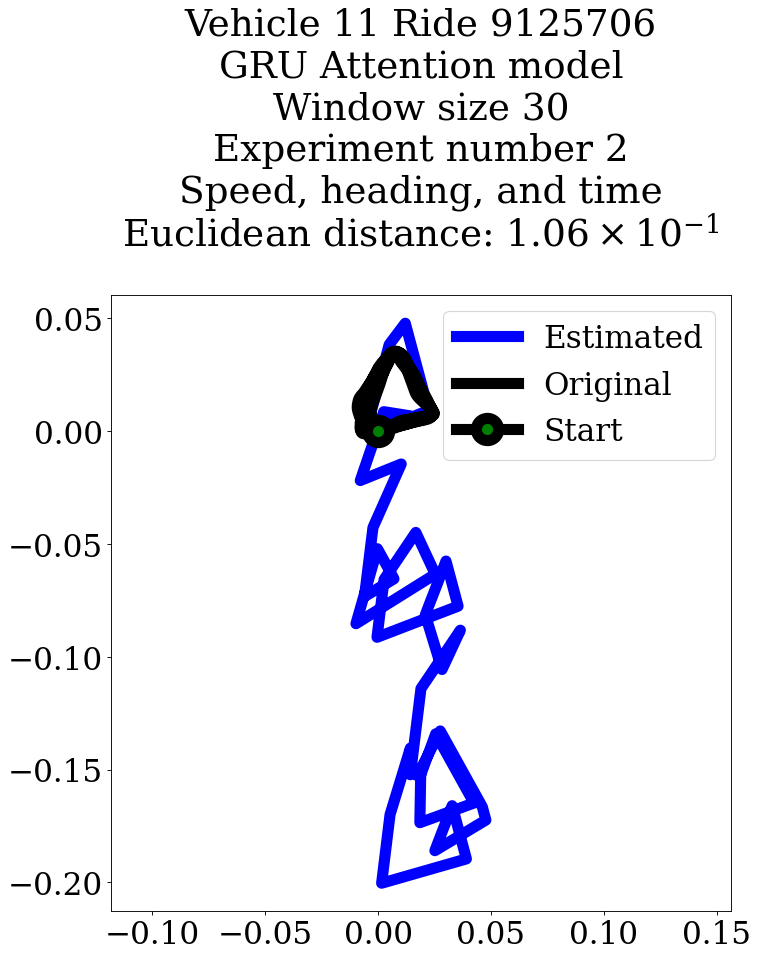 Vehicle 11 Ride 9125706
GRU Attention model
Window size 30
Experiment number 2
Speed, heading, and time
Euclidean distance: 1.06 × 10⁻¹
Estimated
Original
Start
0.05
0.00
−0.05
−0.10
−0.15
−0.20
−0.10 −0.05 0.00 0.05 0.10 0.15